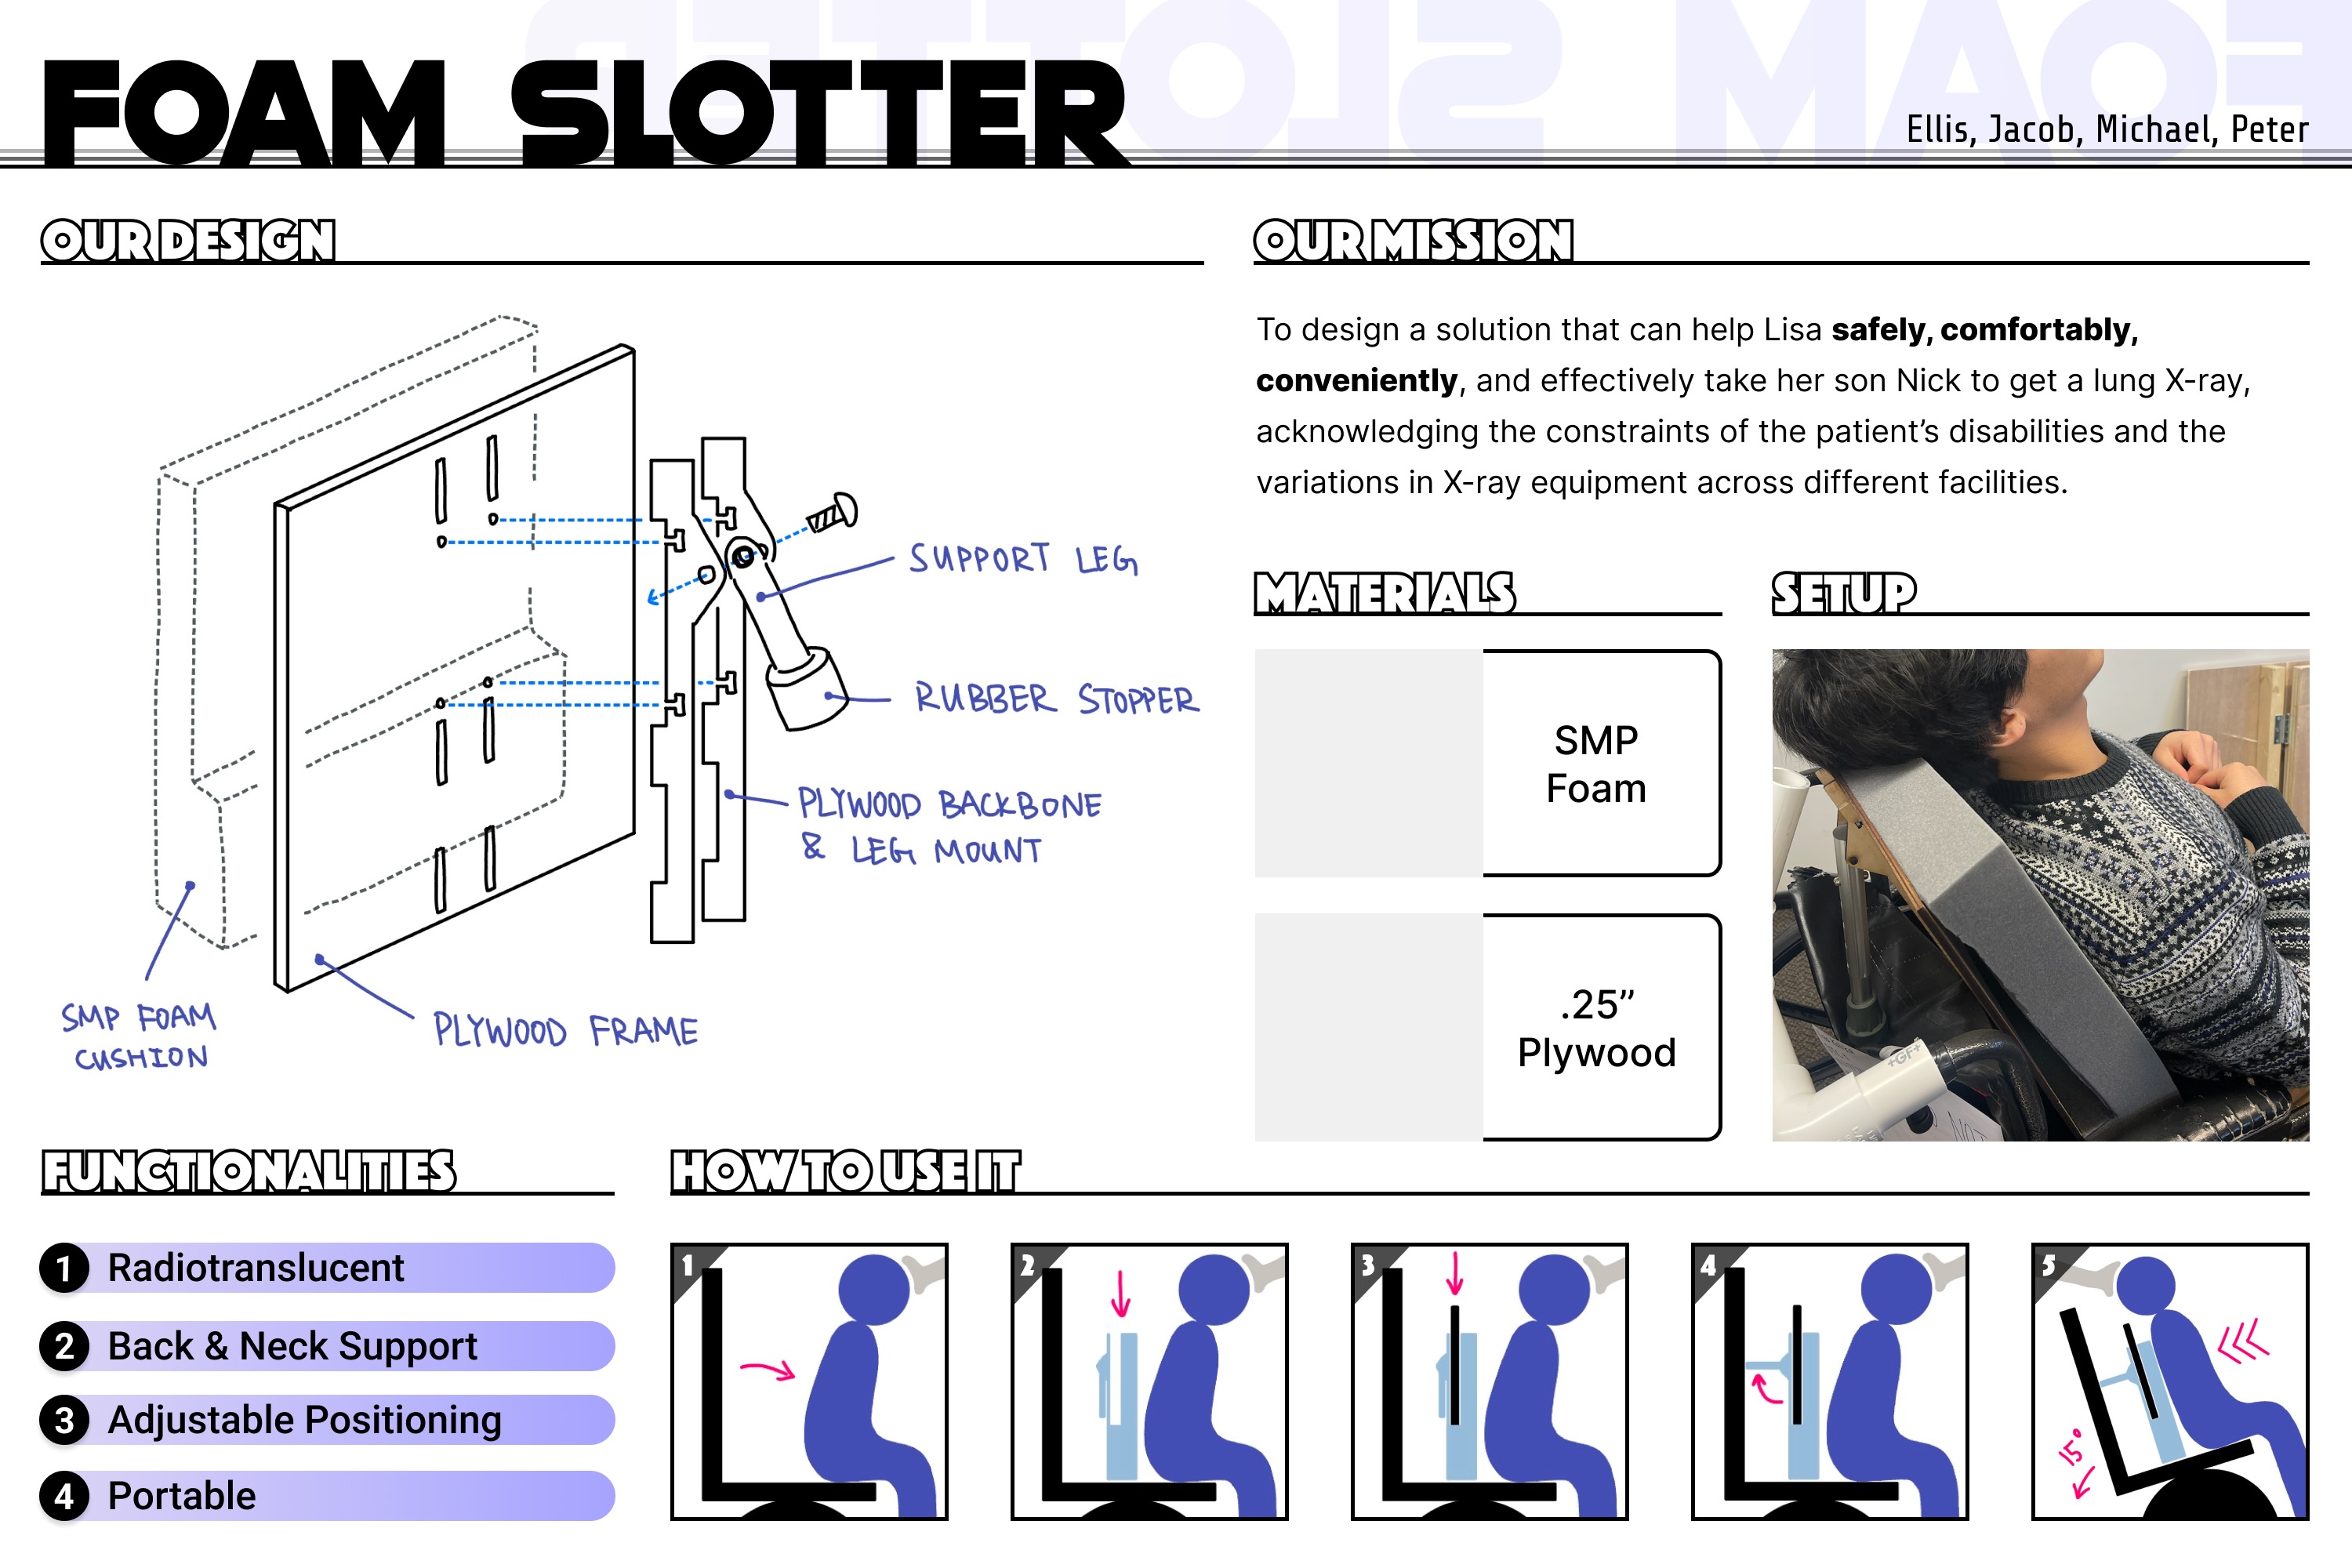 FOAM SLOTTER
Ellis, Jacob, Michael, Peter
OUR DESIGN
SUPPORT LEG
RUBBER STOPPER
PLYWOOD BACKBONE
& LEG MOUNT
SMP FOAM
CUSHION
PLYWOOD FRAME
OUR MISSION
To design a solution that can help Lisa safely, comfortably,
conveniently, and effectively take her son Nick to get a lung X-ray,
acknowledging the constraints of the patient’s disabilities and the
variations in X-ray equipment across different facilities.
MATERIALS
SMP
Foam
.25”
Plywood
SETUP
+GF+
FUNCTIONALITIES
1 Radiotranslucent
2 Back & Neck Support
3 Adjustable Positioning
4 Portable
HOW TO USE IT
1
2
3
4
5
15°